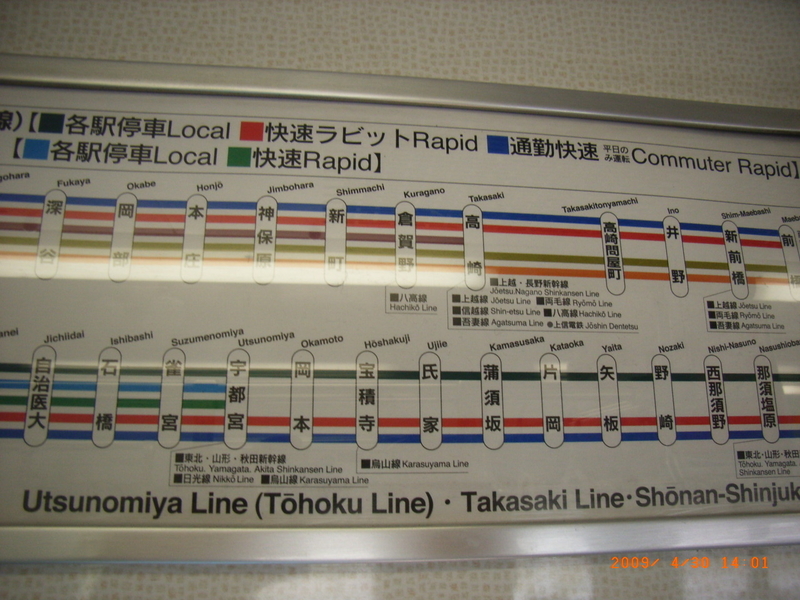 線)【■各駅停車Local ■快速ラビットRapid ■通勤快速 平日のみ運転 Commuter Rapid】
【■各駅停車Local ■快速Rapid】
gohara Fukaya Okabe Honjō Jimbohara Shimmachi Kuragano Takasaki Takasakitonyamachi Ino Shim-Maebashi Maeb
深谷 岡部 本庄 神保原 新町 倉賀野 高崎 高崎問屋町 井野 新前橋 前橋
■八高線
Hachikō Line
■上越・長野新幹線
Jōetsu.Nagano Shinkansen Line
■上越線 Jōetsu Line ■両毛線 Ryōmō Line
■信越線 Shin-etsu Line ■八高線 Hachikō Line
■吾妻線 Agatsuma Line ●上信電鉄 Jōshin Dentetsu
■上越線 Jōetsu Line
■両毛線 Ryōmō Line
■吾妻線 Agatsuma Line
anei Jichiidai Ishibashi Suzumenomiya Utsunomiya Okamoto Hōshakuji Ujiie Kamasusaka Kataoka Yaita Nozaki Nishi-Nasuno Nasushioba
自治医大 石橋 雀宮 宇都宮 岡本 宝積寺 氏家 蒲須坂 片岡 矢板 野崎 西那須野 那須塩原
■東北・山形・秋田新幹線
Tōhoku. Yamagata. Akita Shinkansen Line
■日光線 Nikkō Line ■烏山線 Karasuyama Line
■烏山線 Karasuyama Line
■東北・山形・秋
Tōhoku. Yamagata.
Shinkansen Line
Utsunomiya Line (Tōhoku Line)・Takasaki Line・Shōnan-Shinjuk
2009/ 4/30 14:01